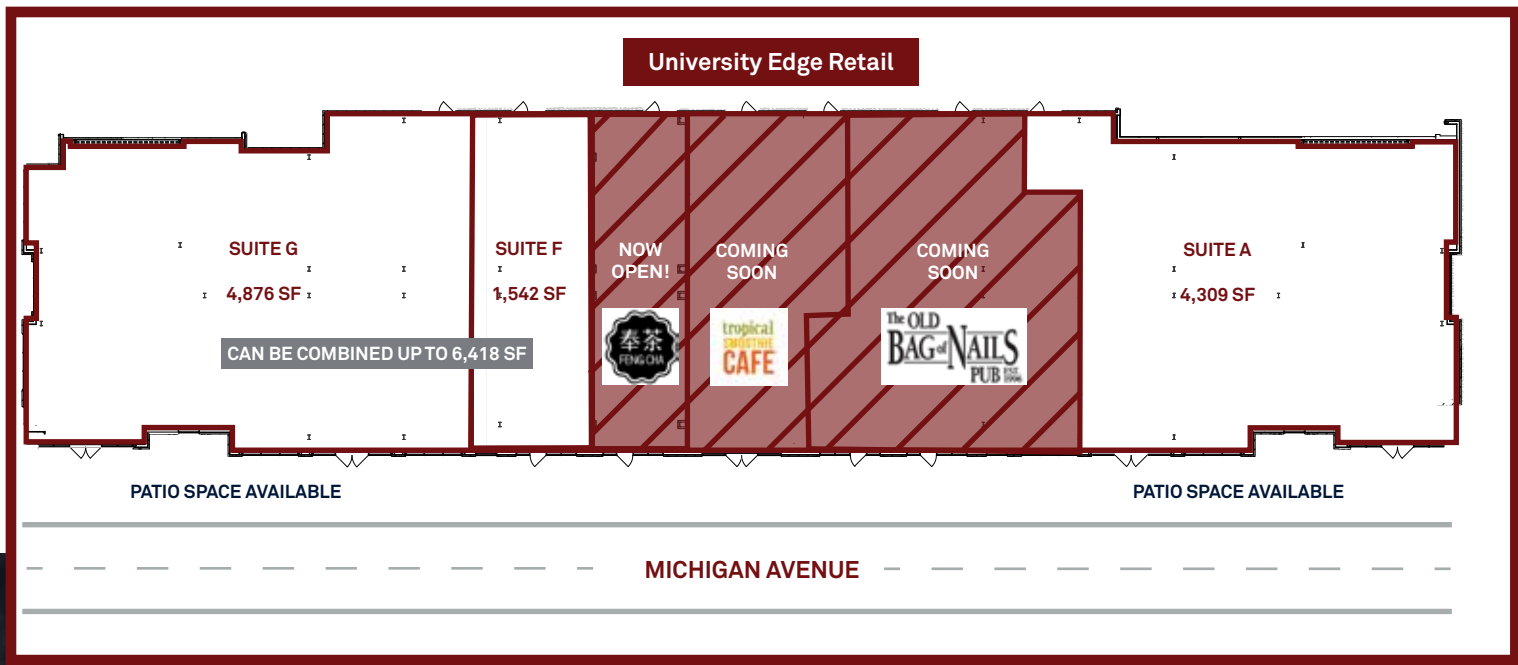 University Edge Retail
SUITE G
4,876 SF
CAN BE COMBINED UP TO 6,418 SF
SUITE F
1,542 SF
NOW
OPEN!
奉茶
FENG CHA
COMING
SOON
tropical
SMOOTHIE
CAFE
COMING
SOON
The OLD
BAG of NAILS
PUB EST. 1996
SUITE A
4,309 SF
PATIO SPACE AVAILABLE
PATIO SPACE AVAILABLE
MICHIGAN AVENUE